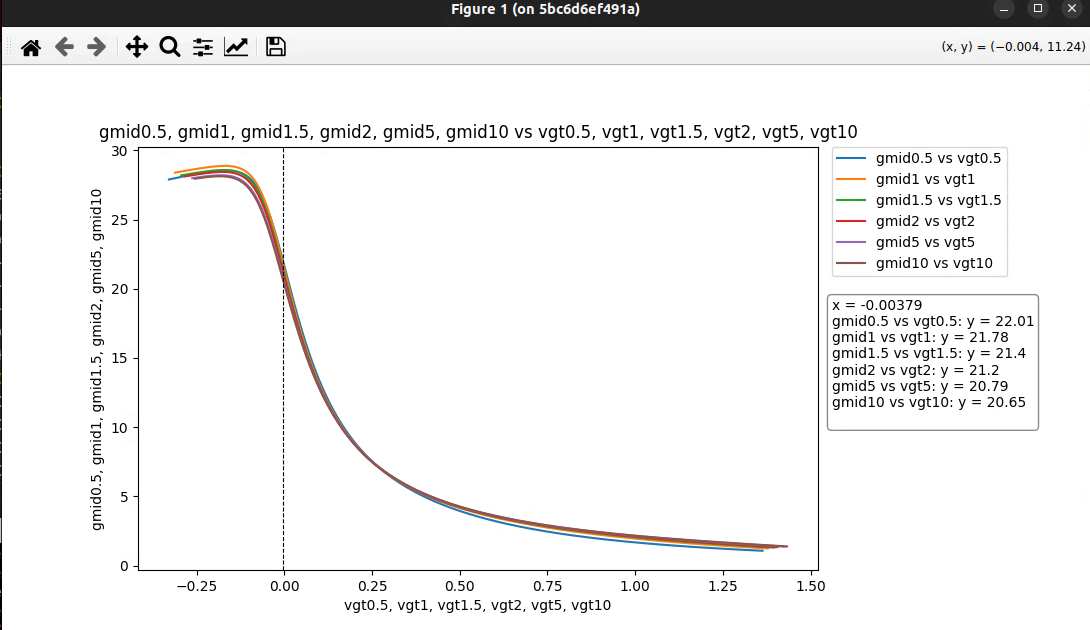 Figure 1 (on 5bc6d6ef491a)
(x, y) = (−0.004, 11.24)
gmid0.5, gmid1, gmid1.5, gmid2, gmid5, gmid10 vs vgt0.5, vgt1, vgt1.5, vgt2, vgt5, vgt10
gmid0.5, gmid1, gmid1.5, gmid2, gmid5, gmid10
30
25
20
15
10
5
0
−0.25
0.00
0.25
0.50
0.75
1.00
1.25
1.50
vgt0.5, vgt1, vgt1.5, vgt2, vgt5, vgt10
gmid0.5 vs vgt0.5
gmid1 vs vgt1
gmid1.5 vs vgt1.5
gmid2 vs vgt2
gmid5 vs vgt5
gmid10 vs vgt10
x = -0.00379
gmid0.5 vs vgt0.5: y = 22.01
gmid1 vs vgt1: y = 21.78
gmid1.5 vs vgt1.5: y = 21.4
gmid2 vs vgt2: y = 21.2
gmid5 vs vgt5: y = 20.79
gmid10 vs vgt10: y = 20.65